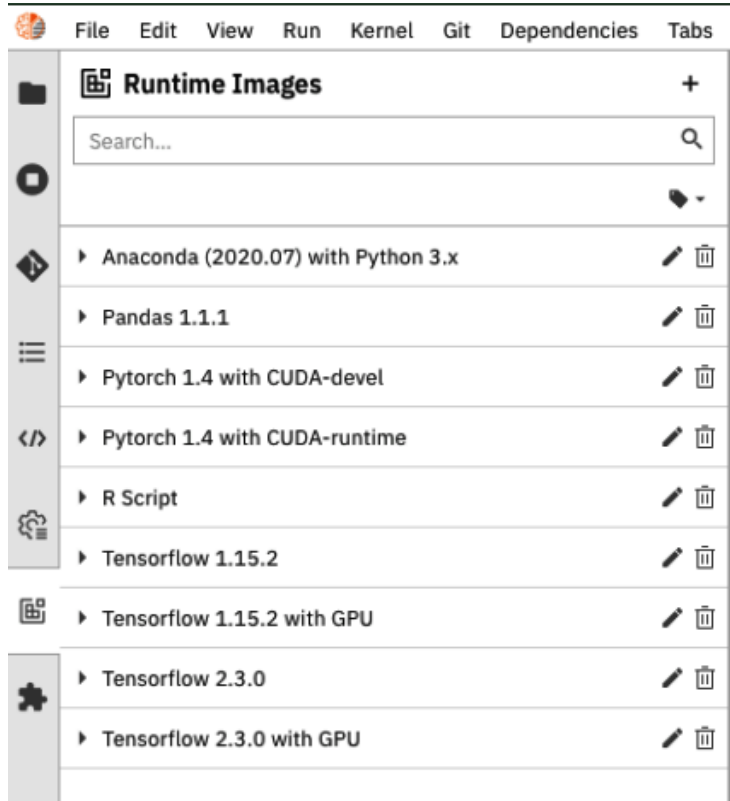 File Edit View Run Kernel Git Dependencies Tabs
Runtime Images
Search...
Anaconda (2020.07) with Python 3.x
Pandas 1.1.1
Pytorch 1.4 with CUDA-devel
Pytorch 1.4 with CUDA-runtime
R Script
Tensorflow 1.15.2
Tensorflow 1.15.2 with GPU
Tensorflow 2.3.0
Tensorflow 2.3.0 with GPU